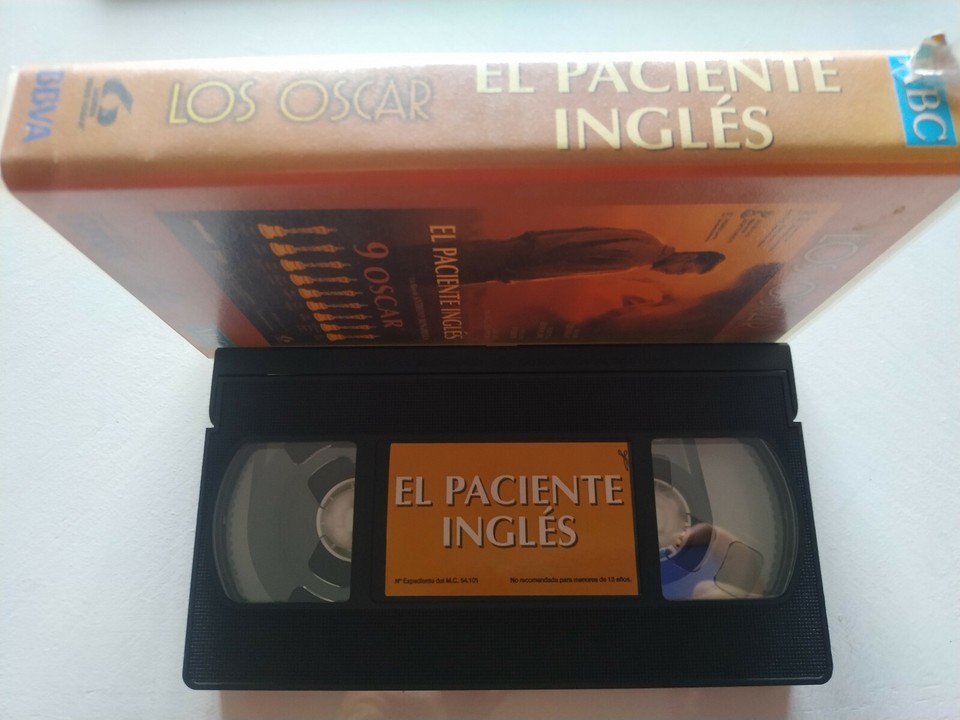 BBVA
LOS OSCAR
EL PACIENTE
INGLÉS
ABC
EL PACIENTE INGLÉS
9 OSCAR
LOS OSCAR
EL PACIENTE
INGLÉS
Nº Expediente del M.C. 54.101
No recomendada para menores de 13 años.